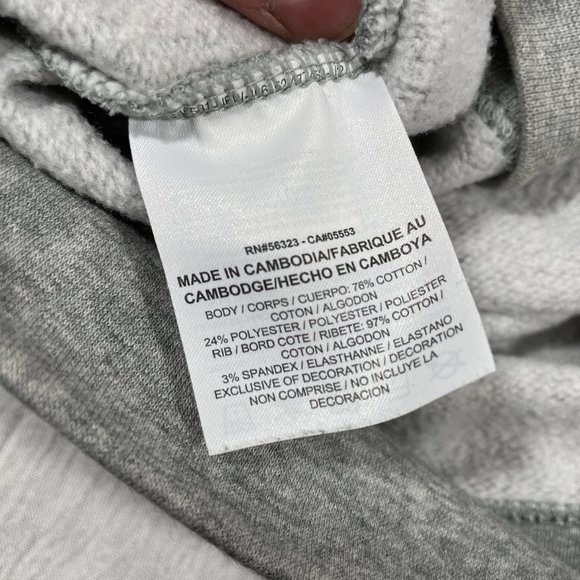 RN#56323 - CA#05553
MADE IN CAMBODIA/FABRIQUE AU
CAMBODGE/HECHO EN CAMBOYA
BODY / CORPS / CUERPO: 76% COTTON /
COTON / ALGODON
24% POLYESTER / POLYESTER / POLIESTER
RIB / BORD COTE / RIBETE: 97% COTTON /
COTON / ALGODON
3% SPANDEX / ELASTHANNE / ELASTANO
EXCLUSIVE OF DECORATION / DECORATION
NON COMPRISE / NO INCLUYE LA
DECORACION